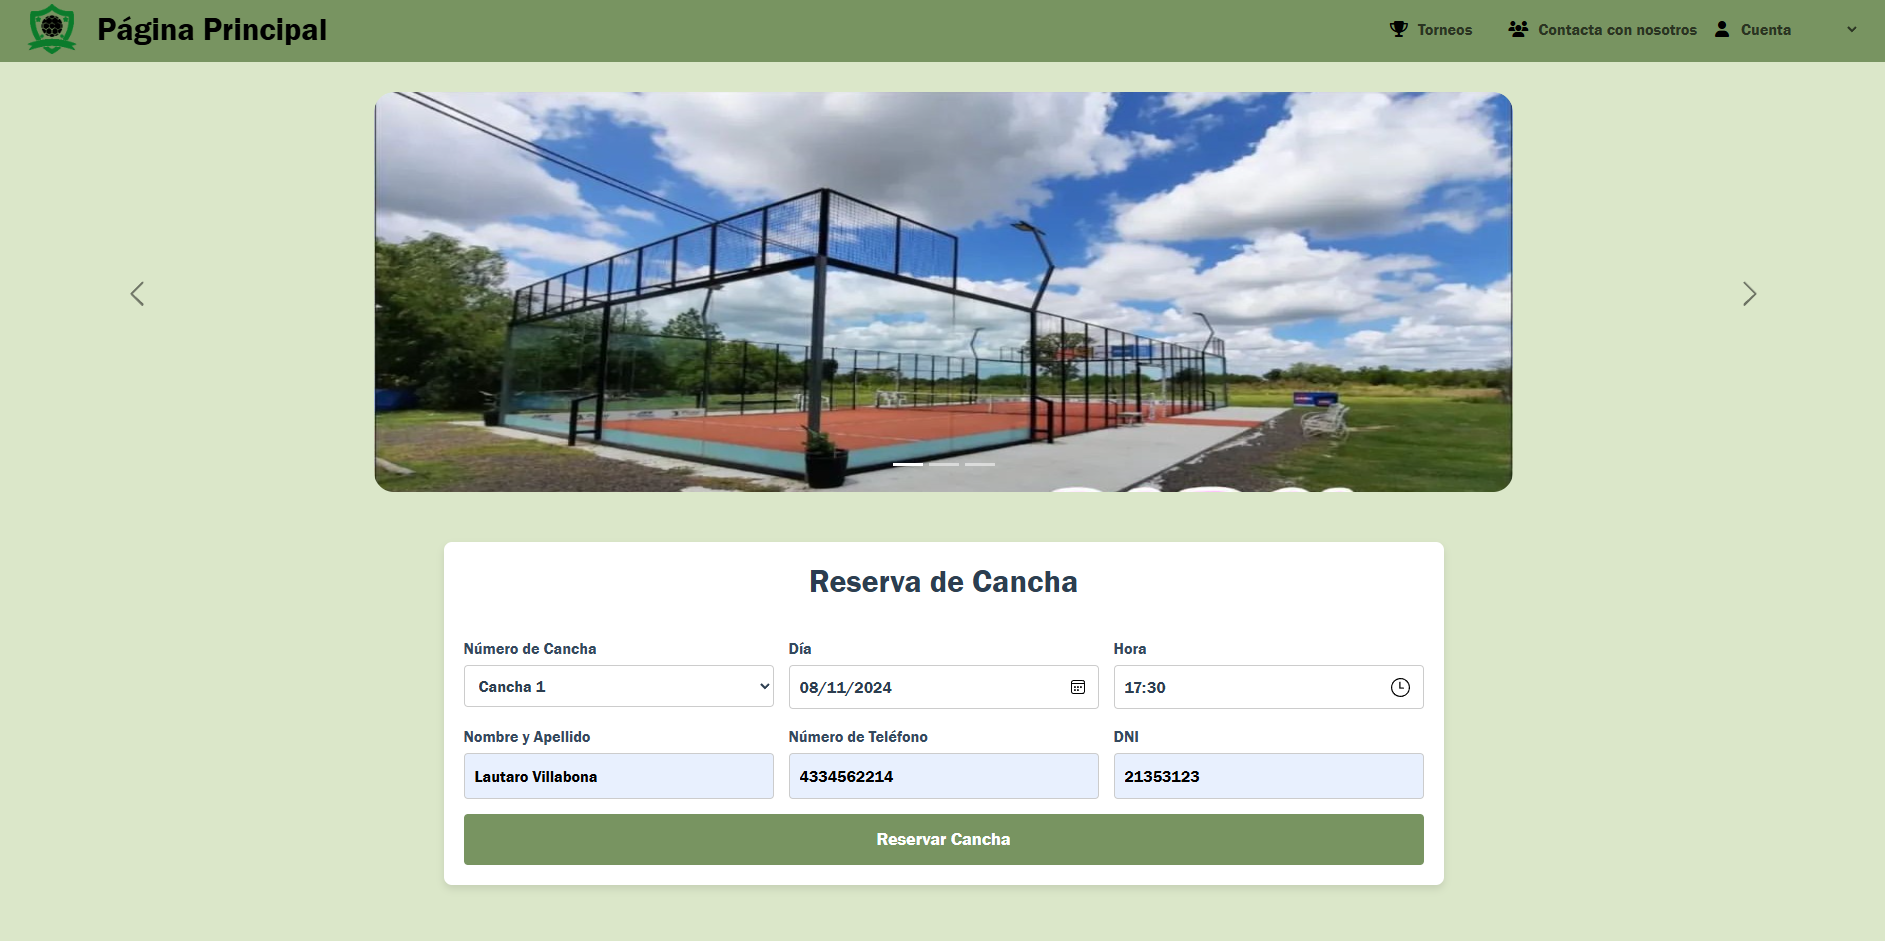 Página Principal
Torneos
Contacta con nosotros
Cuenta
Reserva de Cancha
Número de Cancha
Día
Hora
Cancha 1
08/11/2024
17:30
Nombre y Apellido
Número de Teléfono
DNI
Lautaro Villabona
4334562214
21353123
Reservar Cancha